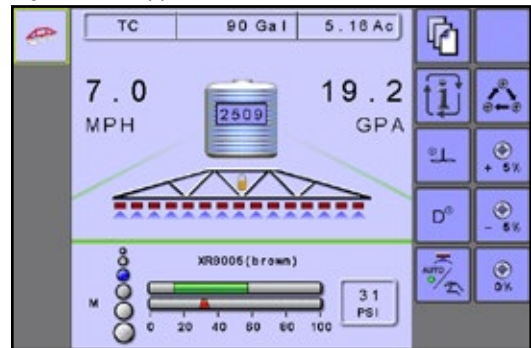 TC 90 Gal 5.16 Ac
7.0 2509 19.2
MPH GPA
+ 5%
D
- 5%
XR8005(brown)
AUTO
0%
M
31
PSI
0 20 40 60 80 100